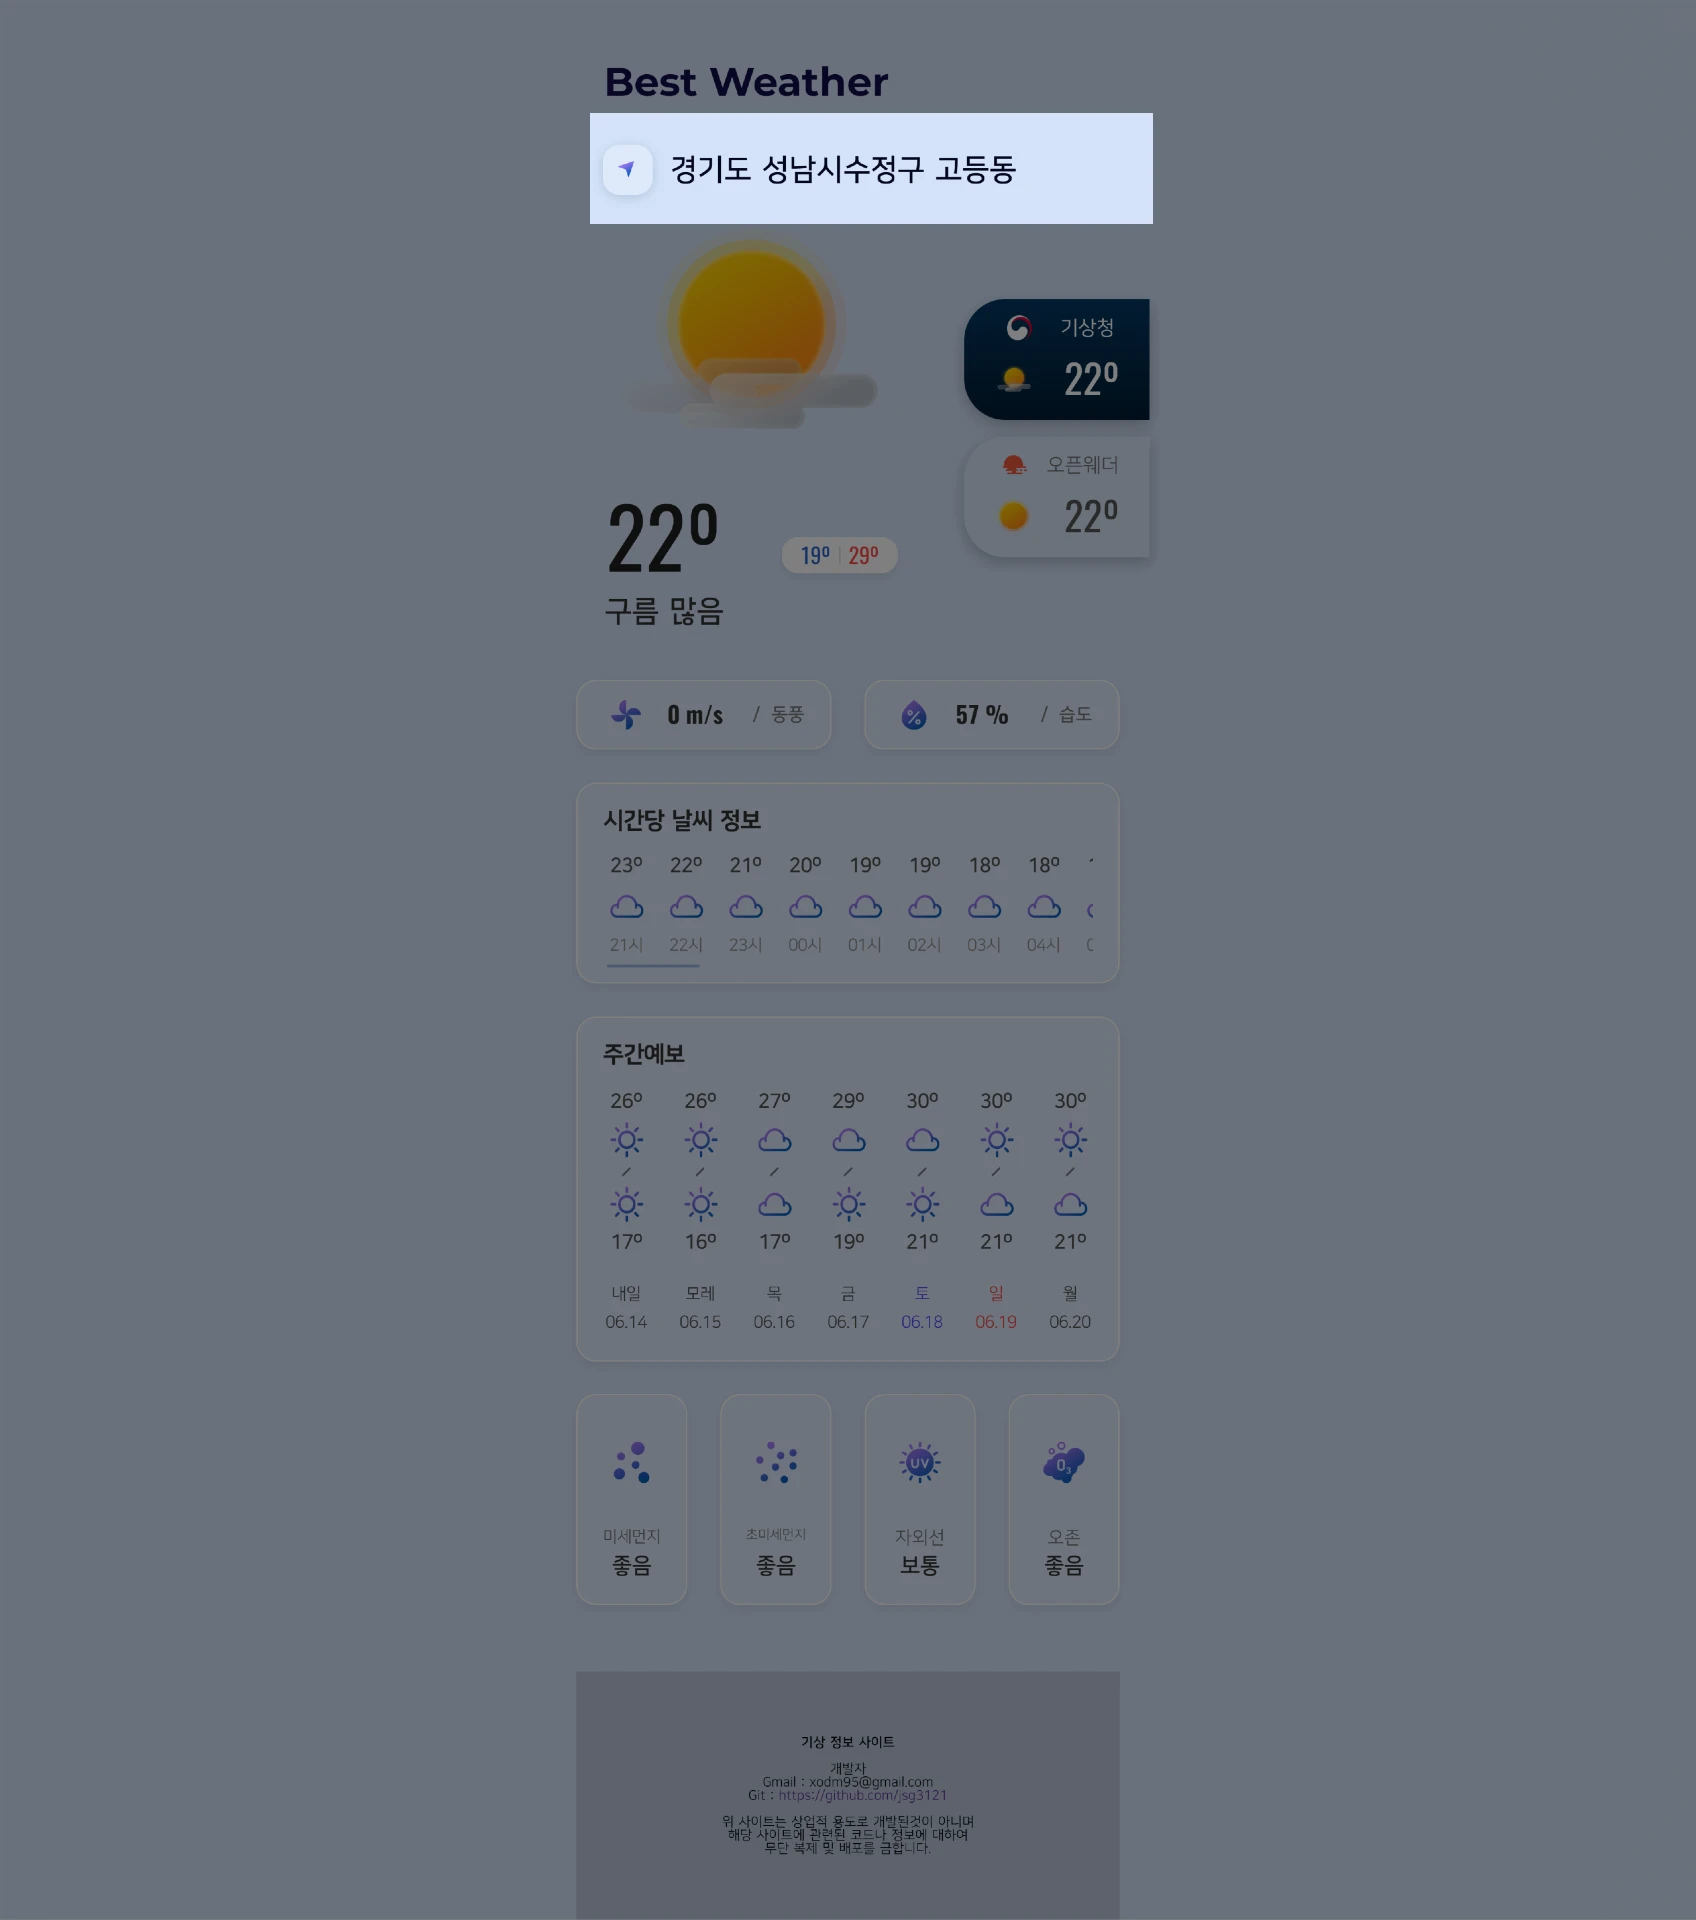 Best Weather
경기도 성남시수정구 고등동
기상청
22º
오픈웨더
22º
22º
19º | 29º
구름 많음
0 m/s / 동풍
57 % / 습도
시간당 날씨 정보
23º 22º 21º 20º 19º 19º 18º 18º
21시 22시 23시 00시 01시 02시 03시 04시
주간예보
26º 26º 27º 29º 30º 30º 30º
17º 16º 17º 19º 21º 21º 21º
내일 모레 목 금 토 일 월
06.14 06.15 06.16 06.17 06.18 06.19 06.20
UV
O3
미세먼지 초미세먼지 자외선 오존
좋음 좋음 보통 좋음
기상 정보 사이트
개발자
Gmail : xodm95@gmail.com
Git : https://github.com/jsg3121
위 사이트는 상업적 용도로 개발된것이 아니며
해당 사이트에 관련된 코드나 정보에 대하여
무단 복제 및 배포를 금합니다.